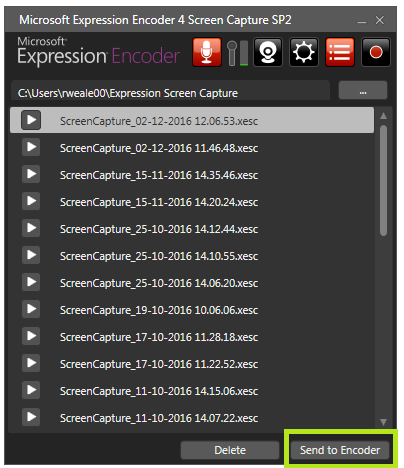 Microsoft Expression Encoder 4 Screen Capture SP2
Microsoft®
Expression® Encoder
C:\Users\rweale00\Expression Screen Capture
...
ScreenCapture_02-12-2016 12.06.53.xesc
ScreenCapture_02-12-2016 11.46.48.xesc
ScreenCapture_15-11-2016 14.35.46.xesc
ScreenCapture_15-11-2016 14.20.24.xesc
ScreenCapture_25-10-2016 14.12.44.xesc
ScreenCapture_25-10-2016 14.10.55.xesc
ScreenCapture_25-10-2016 14.06.20.xesc
ScreenCapture_19-10-2016 10.06.06.xesc
ScreenCapture_17-10-2016 11.28.18.xesc
ScreenCapture_17-10-2016 11.22.52.xesc
ScreenCapture_11-10-2016 14.15.06.xesc
ScreenCapture_11-10-2016 14.07.22.xesc
Delete
Send to Encoder